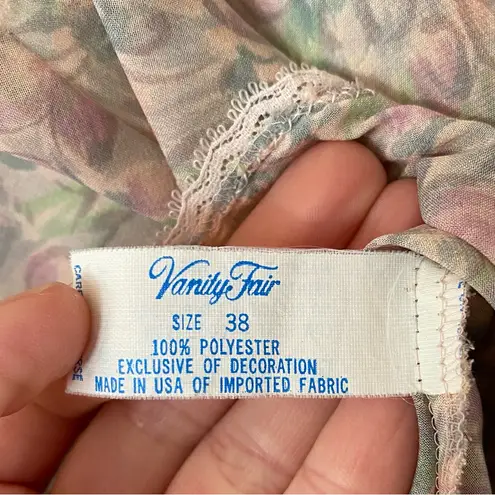 Vanity Fair
SIZE 38
100% POLYESTER
EXCLUSIVE OF DECORATION
MADE IN USA OF IMPORTED FABRIC